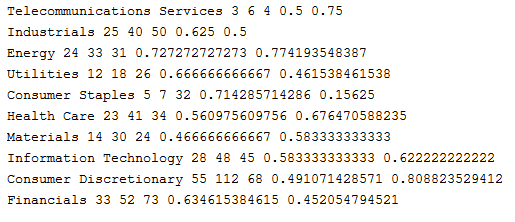 Telecommunications Services 3 6 4 0.5 0.75
Industrials 25 40 50 0.625 0.5
Energy 24 33 31 0.727272727273 0.774193548387
Utilities 12 18 26 0.666666666667 0.461538461538
Consumer Staples 5 7 32 0.714285714286 0.15625
Health Care 23 41 34 0.560975609756 0.676470588235
Materials 14 30 24 0.466666666667 0.583333333333
Information Technology 28 48 45 0.583333333333 0.622222222222
Consumer Discretionary 55 112 68 0.491071428571 0.808823529412
Financials 33 52 73 0.634615384615 0.452054794521